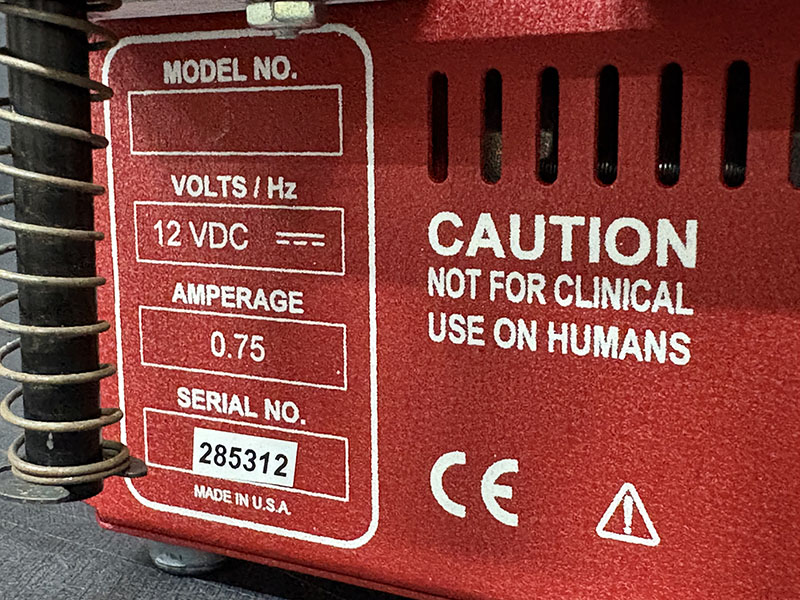 MODEL NO.
VOLTS / Hz
12 VDC
AMPERAGE
0.75
SERIAL NO.
285312
MADE IN U.S.A.
CAUTION
NOT FOR CLINICAL
USE ON HUMANS
CE